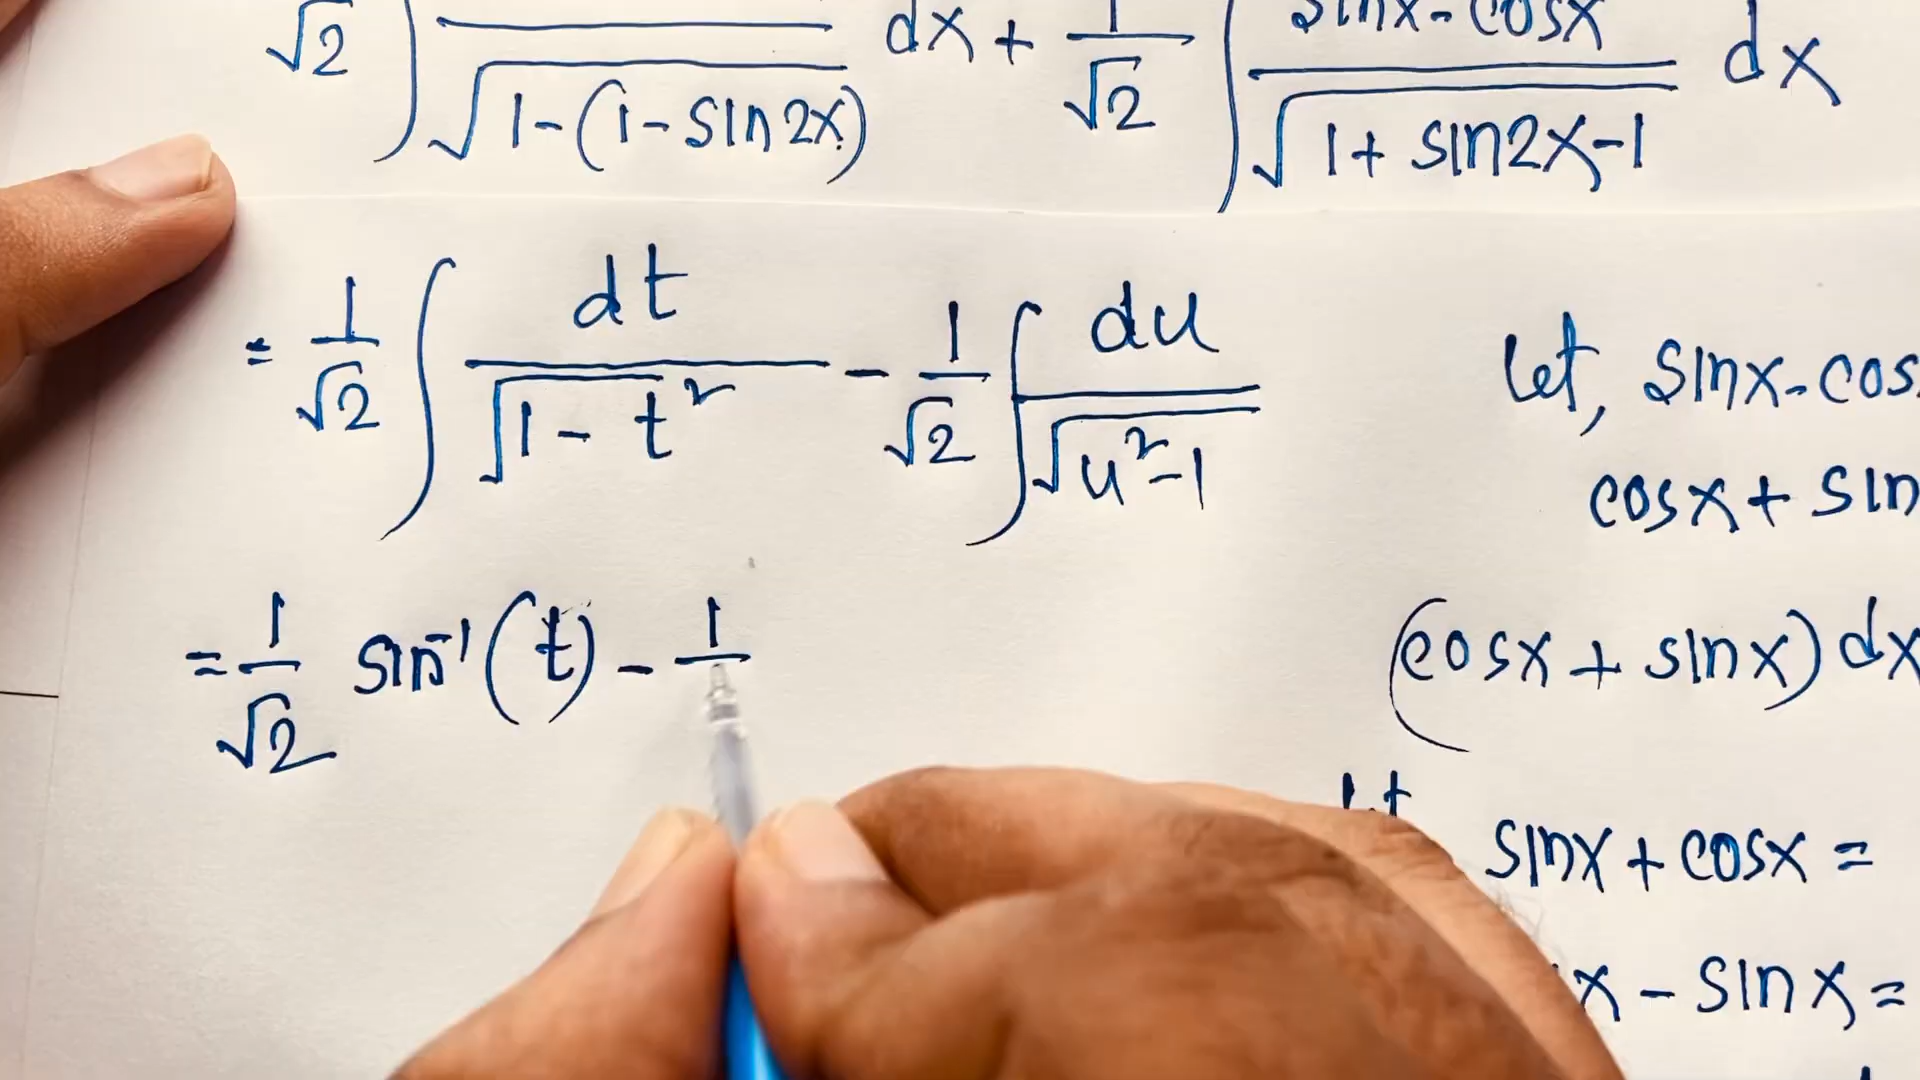 √2 ∫ ———— / √1-(1-sin2x) dx + 1/√2 ∫ sinx-cosx / √1+ sin2x-1 dx
= 1/√2 ∫ dt / √1-t² - 1/√2 ∫ du / √u²-1
let, sinx-cos
cosx + sin
= 1/√2 sin⁻¹(t) - 1
(cosx + sinx) dx
sinx + cosx =
x - sinx =